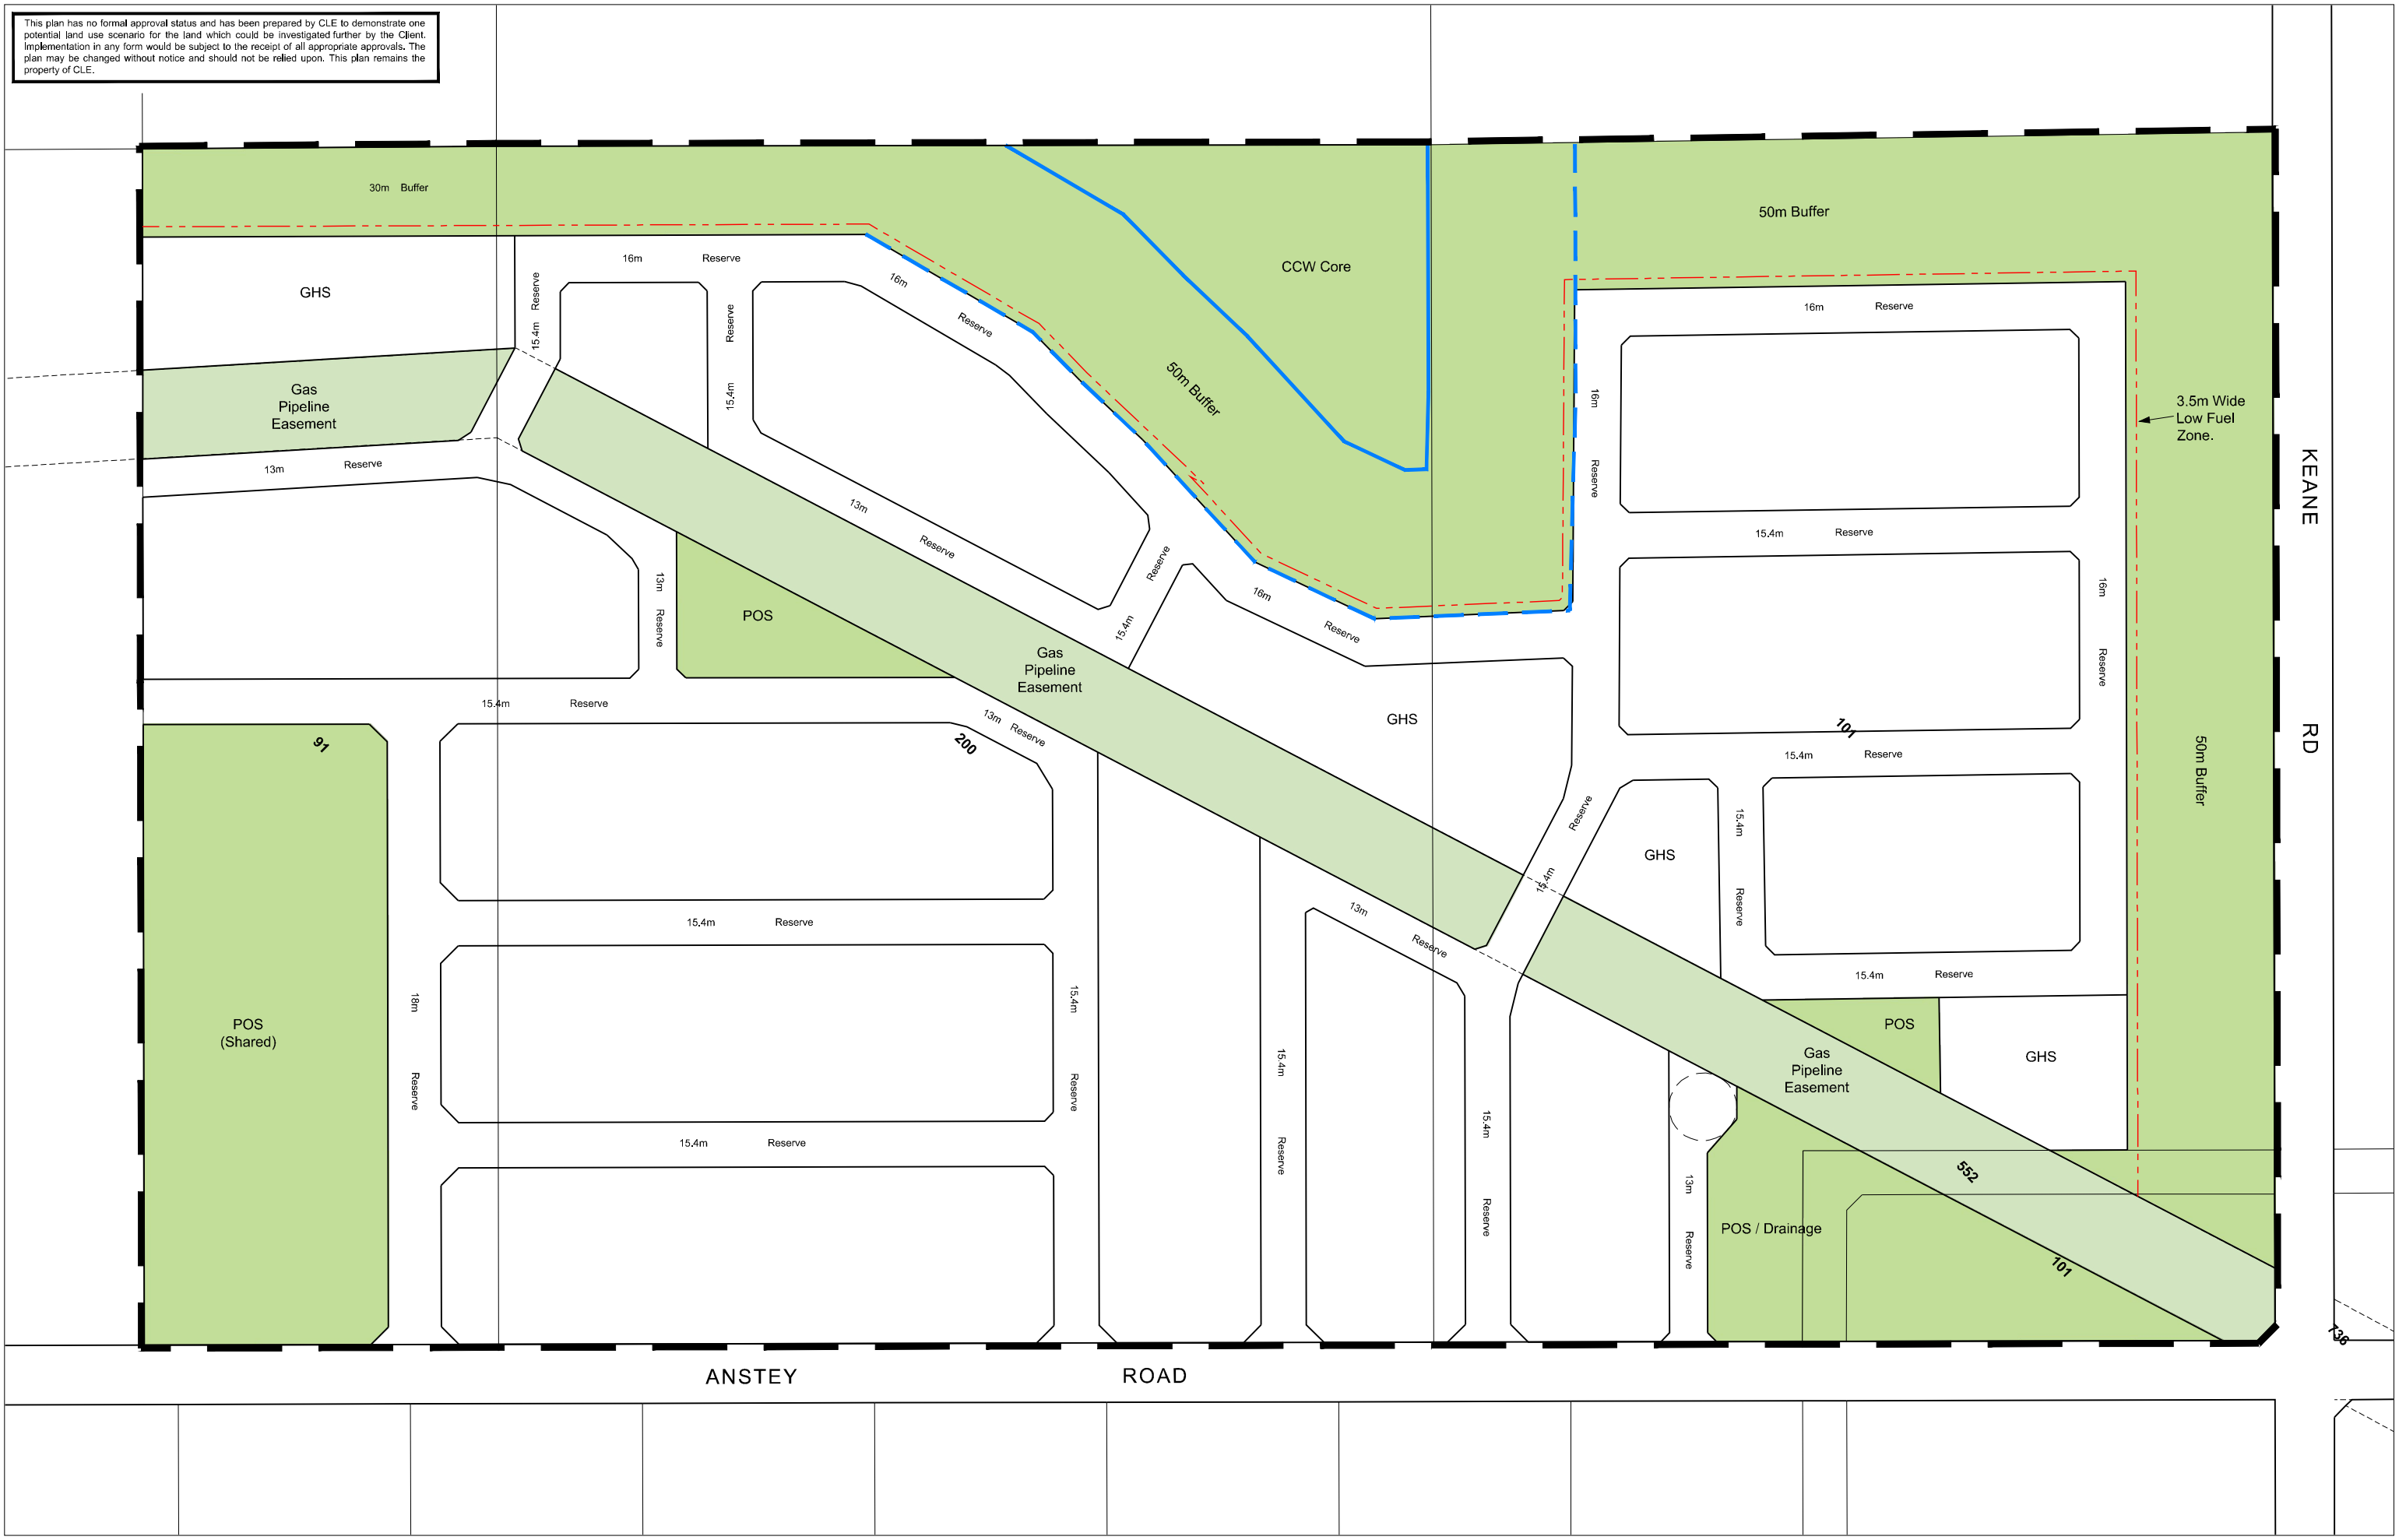 This plan has no formal approval status and has been prepared by CLE to demonstrate one
potential land use scenario for the land which could be investigated further by the Client.
Implementation in any form would be subject to the receipt of all appropriate approvals. The
plan may be changed without notice and should not be relied upon. This plan remains the
property of CLE.
30m Buffer
50m Buffer
CCW Core
16m Reserve
16m Reserve
GHS
15.4m Reserve
15.4m Reserve
16m Reserve
50m Buffer
16m Reserve
3.5m Wide
Low Fuel
Zone.
Gas
Pipeline
Easement
13m Reserve
13m Reserve
15.4m Reserve
KEANE RD
13m Reserve
POS
15.4m Reserve
16m Reserve
16m Reserve
Gas
Pipeline
Easement
15.4m Reserve
13m Reserve
GHS
91
200
101
15.4m Reserve
50m Buffer
15.4m Reserve
GHS
15.4m Reserve
15.4m Reserve
13m Reserve
15.4m Reserve
18m Reserve
15.4m Reserve
POS
(Shared)
POS
GHS
Gas
Pipeline
Easement
15.4m Reserve
15.4m Reserve
15.4m Reserve
13m Reserve
552
POS / Drainage
101
736
ANSTEY ROAD